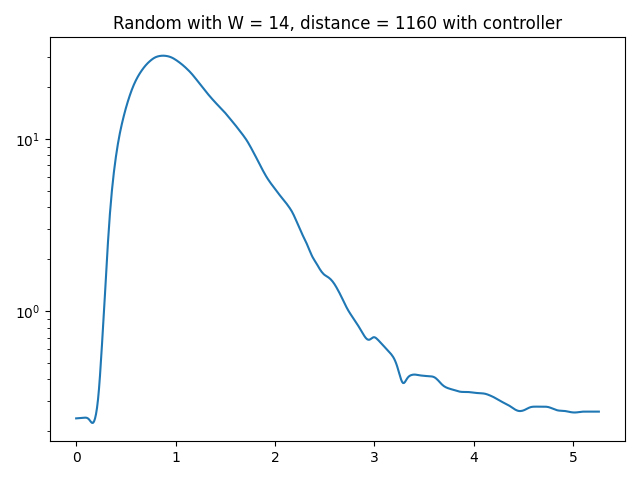 Random with W = 14, distance = 1160 with controller
10¹
10⁰
0 1 2 3 4 5